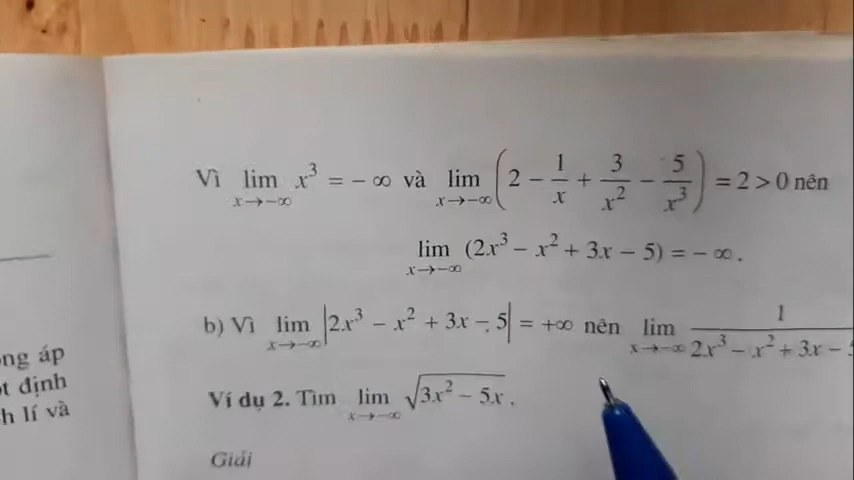 Vì lim x→−∞ x³ = − ∞ và lim x→−∞ (2 − 1/x + 3/x² − 5/x³) = 2 > 0 nên
lim x→−∞ (2x³ − x² + 3x − 5) = − ∞ .
b) Vì lim x→−∞ |2x³ − x² + 3x − 5| = +∞ nên lim x→−∞ 1/(2x³ − x² + 3x −
ng áp
định
h lí và
Ví dụ 2. Tìm lim x→−∞ √(3x² − 5x) .
Giải